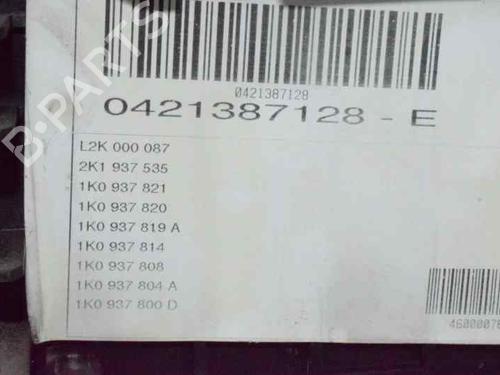 0421387128
0421387128 - E
L2K 000 087
2K1 937 535
1K0 937 821
1K0 937 820
1K0 937 819 A
1K0 937 814
1K0 937 808
1K0 937 804 A
1K0 937 800 D
B-PARTS